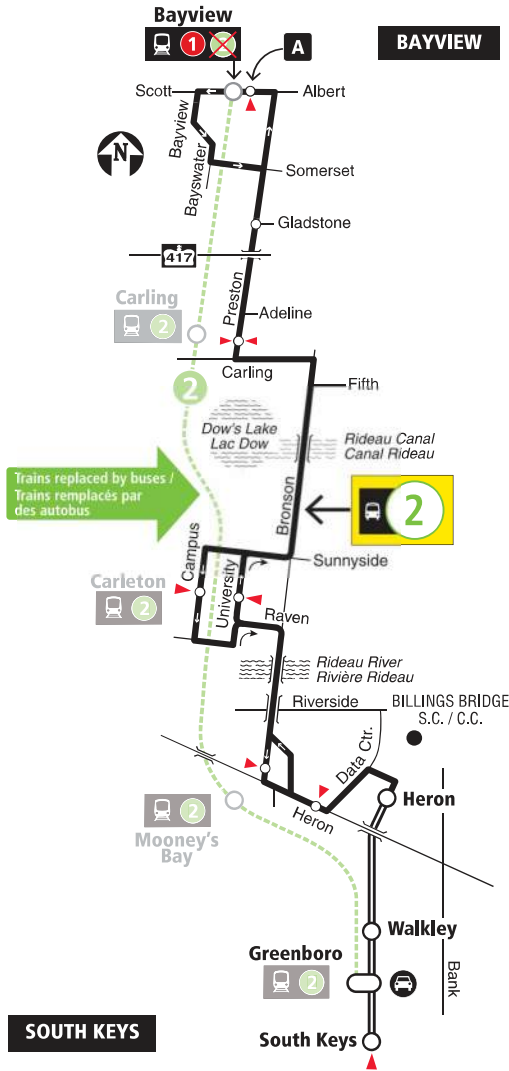 Bayview
1
A
BAYVIEW
Scott
Albert
Bayview
Bayswater
N
Somerset
Gladstone
417
Carling
2
Preston
Adeline
Carling
2
Fifth
Dow's Lake
Lac Dow
Rideau Canal
Canal Rideau
Trains replaced by buses /
Trains remplacés par
des autobus
Bronson
2
Campus
University
Sunnyside
Carleton
2
Raven
Rideau River
Rivière Rideau
Riverside
BILLINGS BRIDGE
S.C. / C.C.
Data Ctr.
2
Mooney's
Bay
Heron
Heron
Walkley
Greenboro
2
Bank
South Keys
SOUTH KEYS